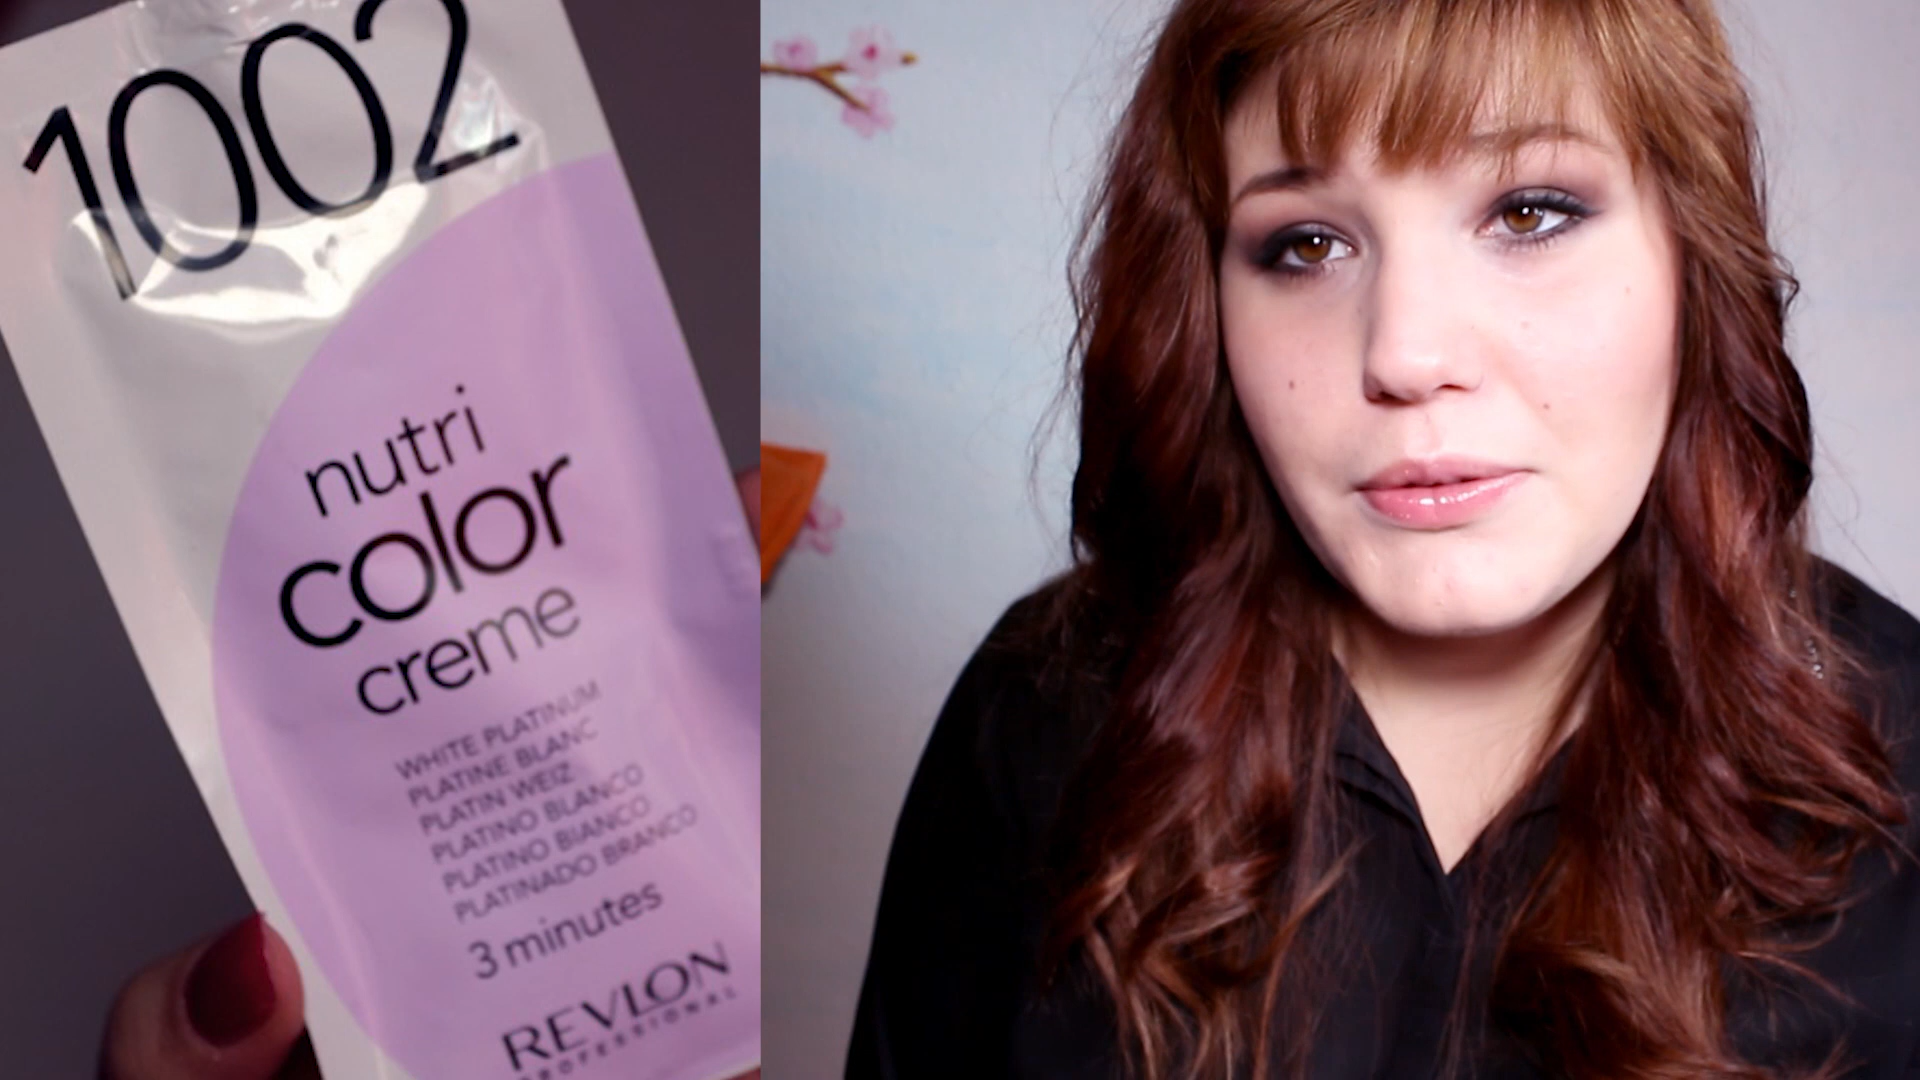 1002
nutri
color
creme
WHITE PLATINUM
PLATINE BLANC
PLATIN WEIZ
PLATINO BLANCO
PLATINO BIANCO
PLATINADO BRANCO
3 minutes
REVLON
PROFESSIONAL